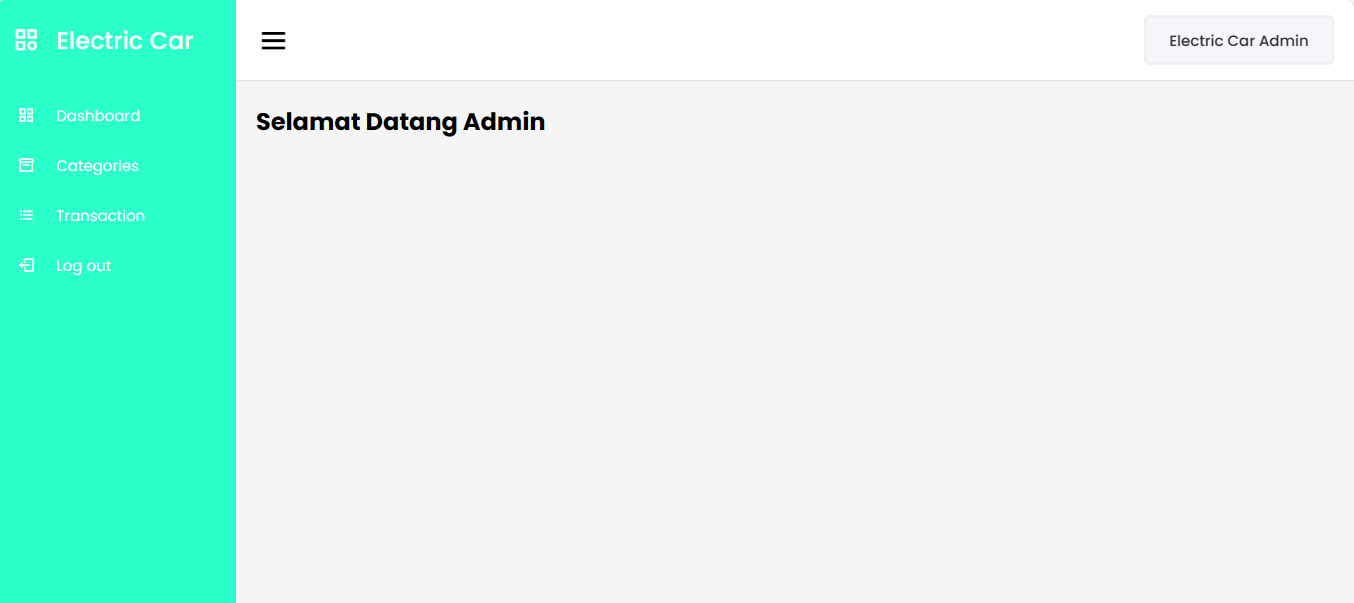 Electric Car
Electric Car Admin
Dashboard
Categories
Transaction
Log out
Selamat Datang Admin